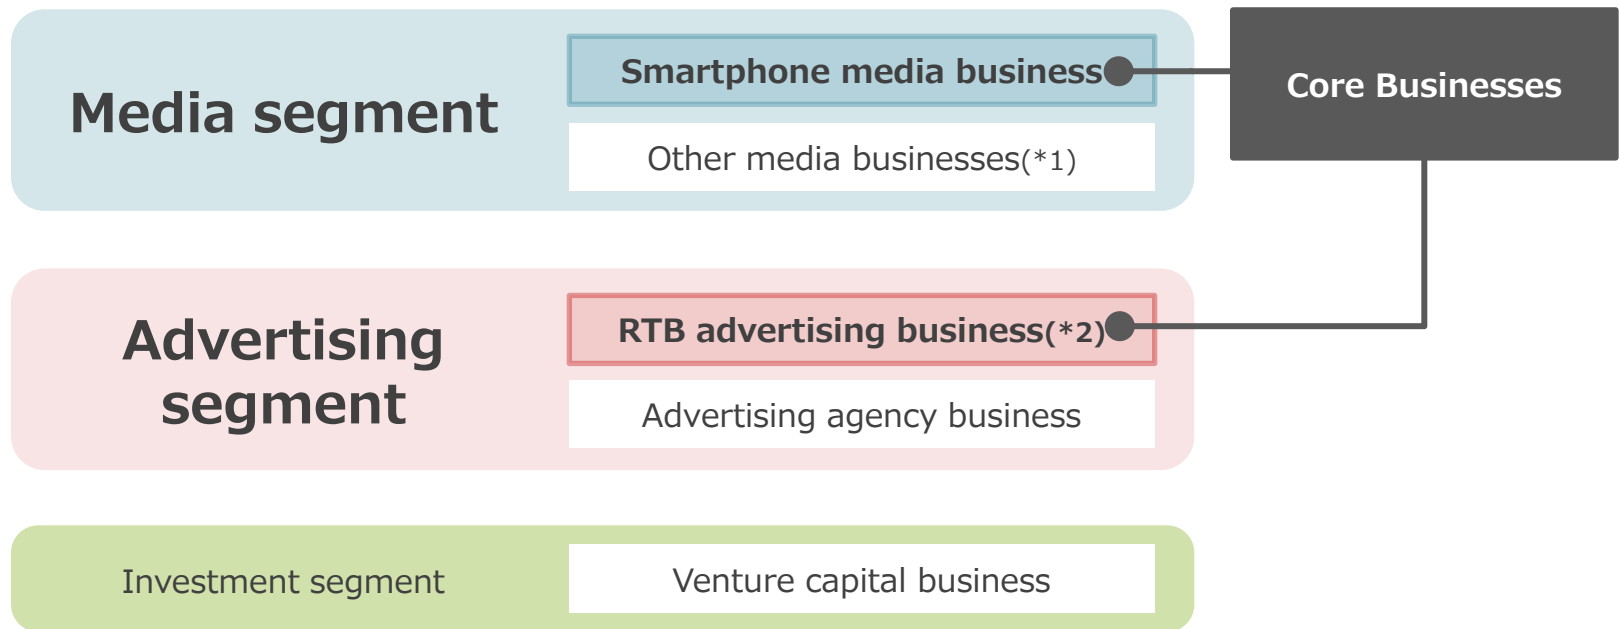 Media segment
Smartphone media business
Other media businesses(*1)
Core Businesses
Advertising
segment
RTB advertising business(*2)
Advertising agency business
Investment segment
Venture capital business